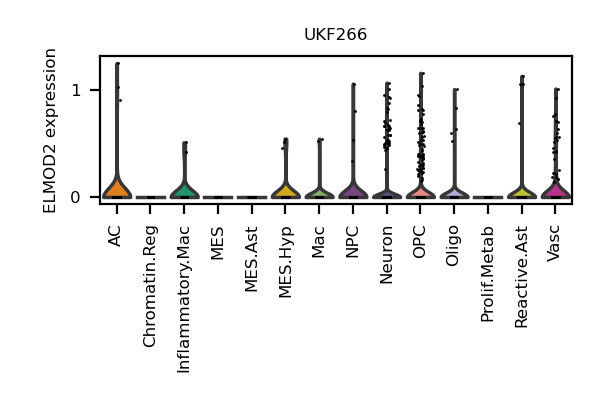 UKF266
ELMOD2 expression
1
0
AC
Chromatin.Reg
Inflammatory.Mac
MES
MES.Ast
MES.Hyp
Mac
NPC
Neuron
OPC
Oligo
Prolif.Metab
Reactive.Ast
Vasc